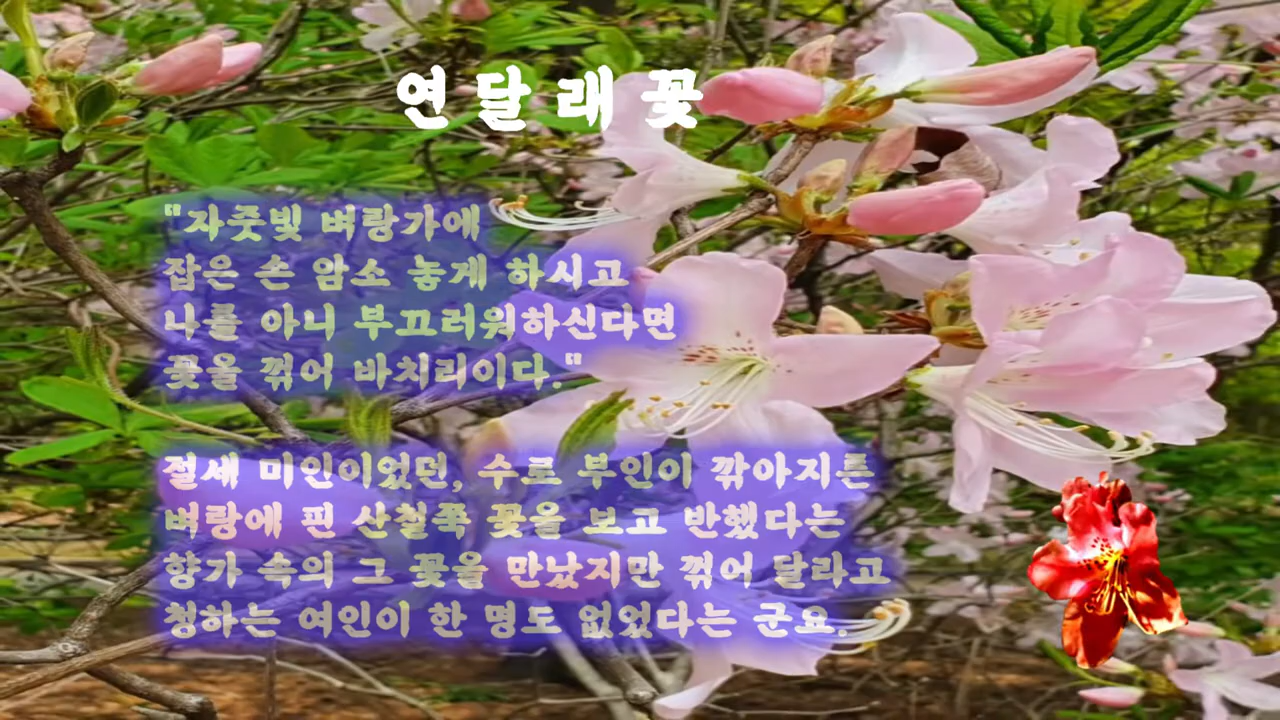 연달래꽃
"자줏빛 벼랑가에
잡은 손 암소 놓게 하시고
나를 아니 부끄러워하신다면
꽃을 꺾어 바치리이다."
절세 미인이었던, 수로 부인이 깎아지른
벼랑에 핀 산철쭉 꽃을 보고 반했다는
향가 속의 그 꽃을 만났지만 꺾어 달라고
청하는 여인이 한 명도 없었다는 군요.